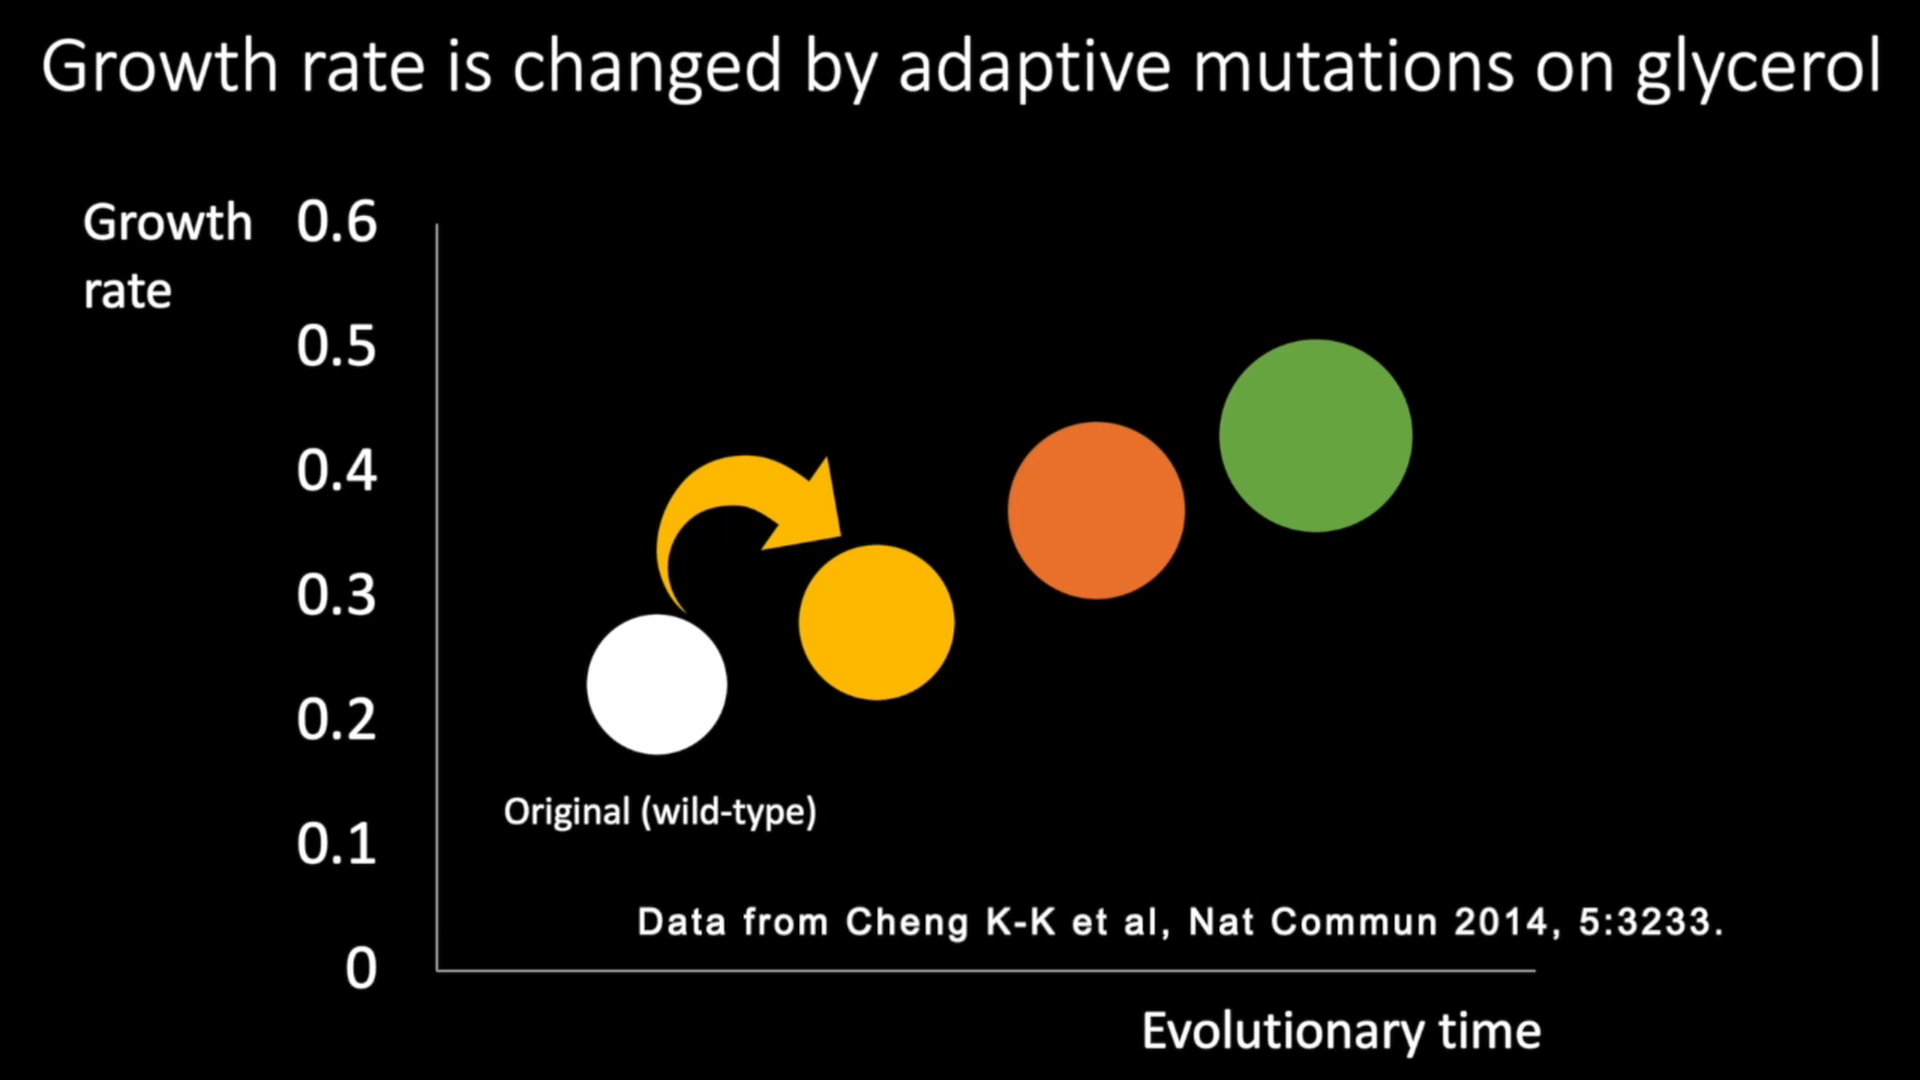 Growth rate is changed by adaptive mutations on glycerol
Growth
rate
0.6
0.5
0.4
0.3
0.2
0.1
0
Original (wild-type)
Data from Cheng K-K et al, Nat Commun 2014, 5:3233.
Evolutionary time